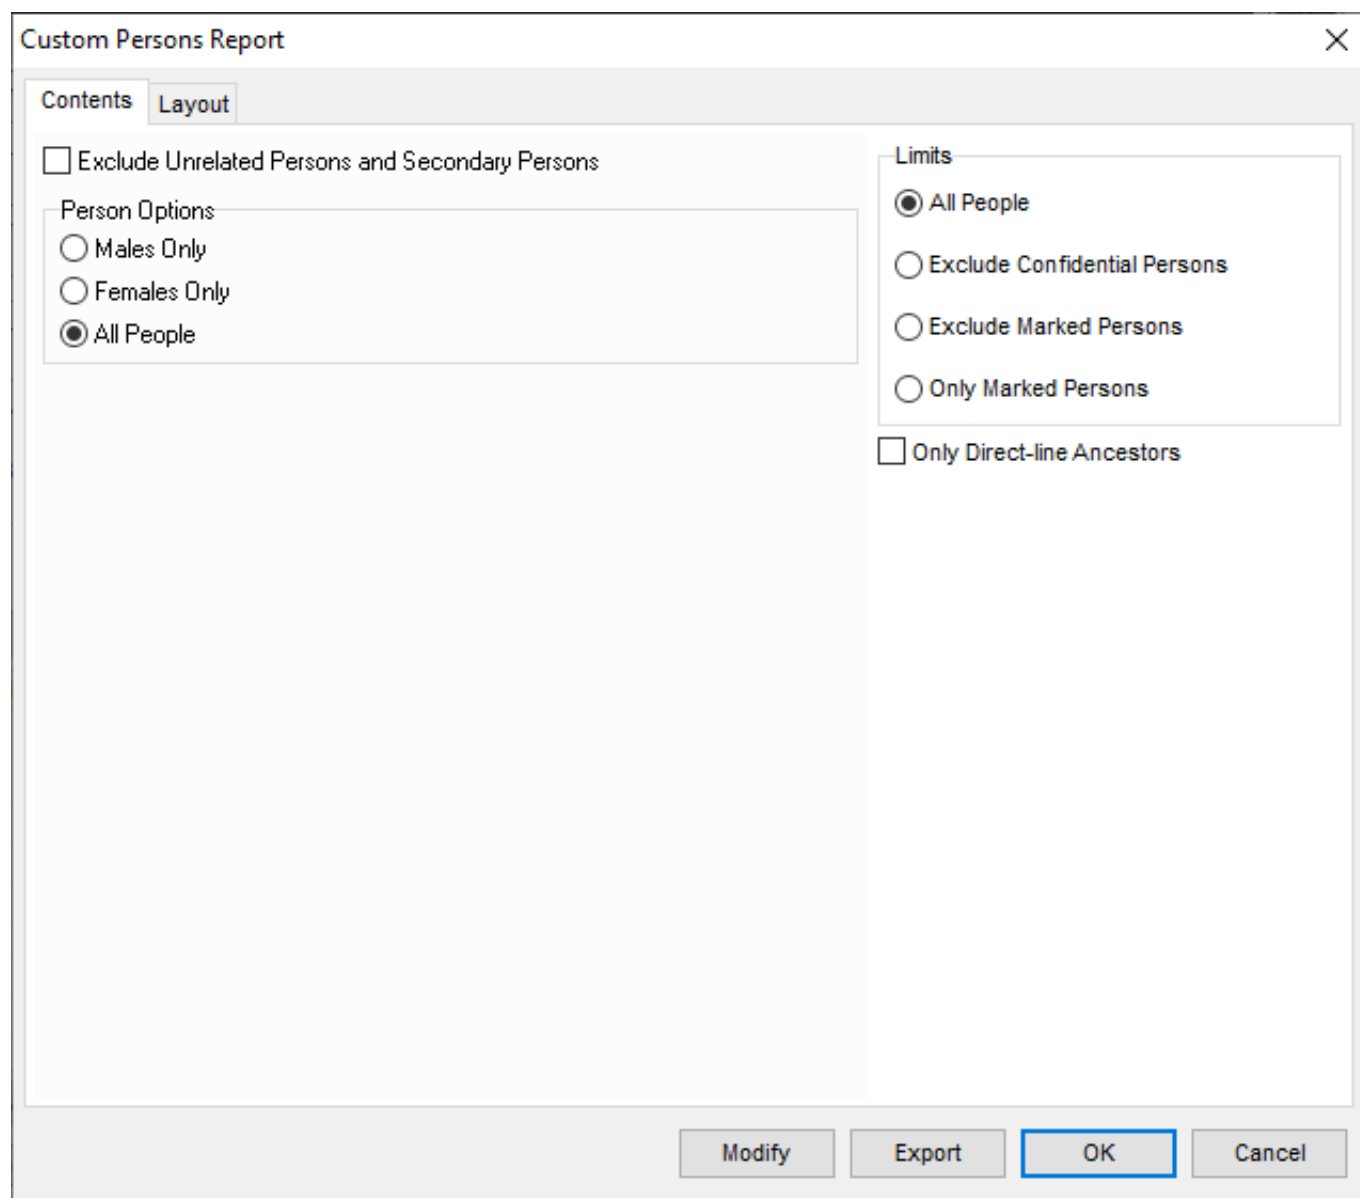 Custom Persons Report
Contents
Layout
Exclude Unrelated Persons and Secondary Persons
Person Options
Males Only
Females Only
All People
Limits
All People
Exclude Confidential Persons
Exclude Marked Persons
Only Marked Persons
Only Direct-line Ancestors
Modify
Export
OK
Cancel